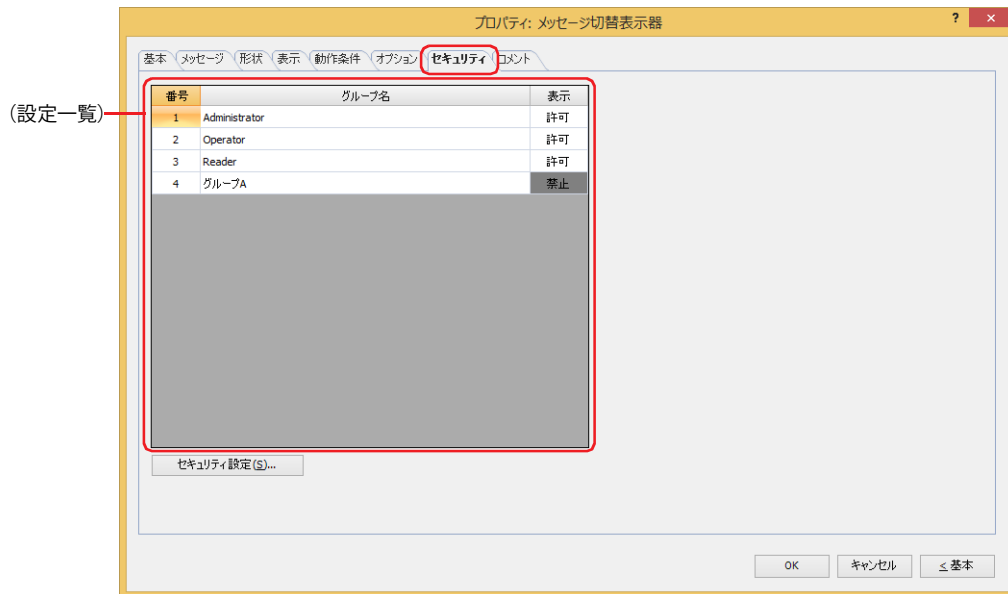 プロパティ: メッセージ切替表示器
? ×
基本 メッセージ 形状 表示 動作条件 オプション セキュリティ コメント
(設定一覧)
番号 グループ名 表示
1 Administrator 許可
2 Operator 許可
3 Reader 許可
4 グループA 禁止
セキュリティ設定(S)...
OK キャンセル < 基本